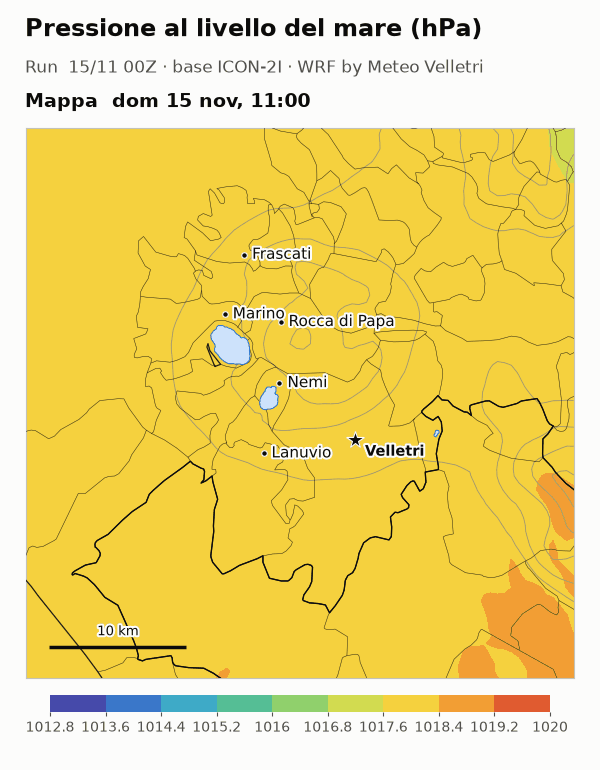 Pressione al livello del mare (hPa)
Run  15/11 00Z · base ICON-2I · WRF by Meteo Velletri
Mappa  dom 15 nov, 11:00
Frascati
Marino
Rocca di Papa
Nemi
Velletri
Lanuvio
10 km
1012.8 1013.6 1014.4 1015.2 1016 1016.8 1017.6 1018.4 1019.2 1020